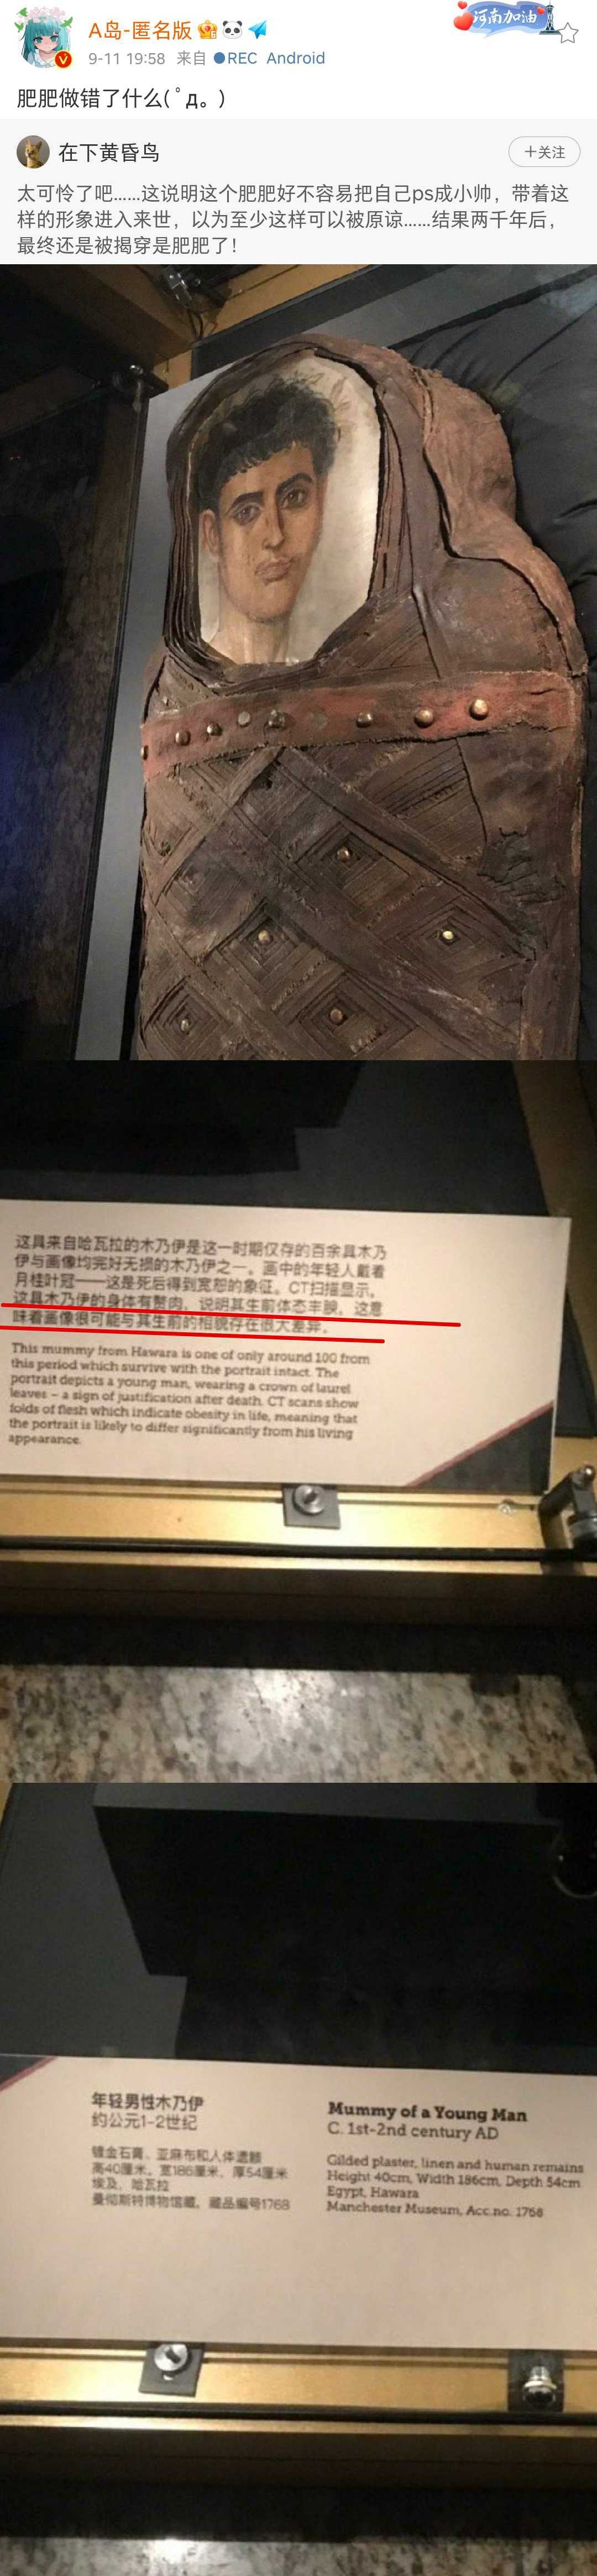 河南加油
A岛-匿名版
9-11 19:58 来自 REC Android
肥肥做错了什么(ﾟд。)
在下黄昏鸟
+关注
太可怜了吧……这说明这个肥肥好不容易把自己ps成小帅，带着这
样的形象进入来世，以为至少这样可以被原谅……结果两千年后，
最终还是被揭穿是肥肥了！
这具来自哈瓦拉的木乃伊是这一时期仅存的百余具木乃
伊与画像均完好无损的木乃伊之一。画中的年轻人戴着
月桂叶冠——这是死后得到宽恕的象征。CT扫描显示，
这具木乃伊的身体有赘肉，说明其生前体态丰腴。这意
味着画像很可能与其生前的相貌存在很大差异。
This mummy from Hawara is one of only around 100 from
this period which survive with the portrait intact. The
portrait depicts a young man, wearing a crown of laurel
leaves – a sign of justification after death. CT scans show
folds of flesh which indicate obesity in life, meaning that
the portrait is likely to differ significantly from his living
appearance.
年轻男性木乃伊
约公元1-2世纪
镀金石膏、亚麻布和人体遗骸
高40厘米，宽186厘米，厚54厘米
埃及，哈瓦拉
曼彻斯特博物馆藏，藏品编号1768
Mummy of a Young Man
C. 1st-2nd century AD
Gilded plaster, linen and human remains
Height 40cm, Width 186cm, Depth 54cm
Egypt, Hawara
Manchester Museum, Acc.no. 1768